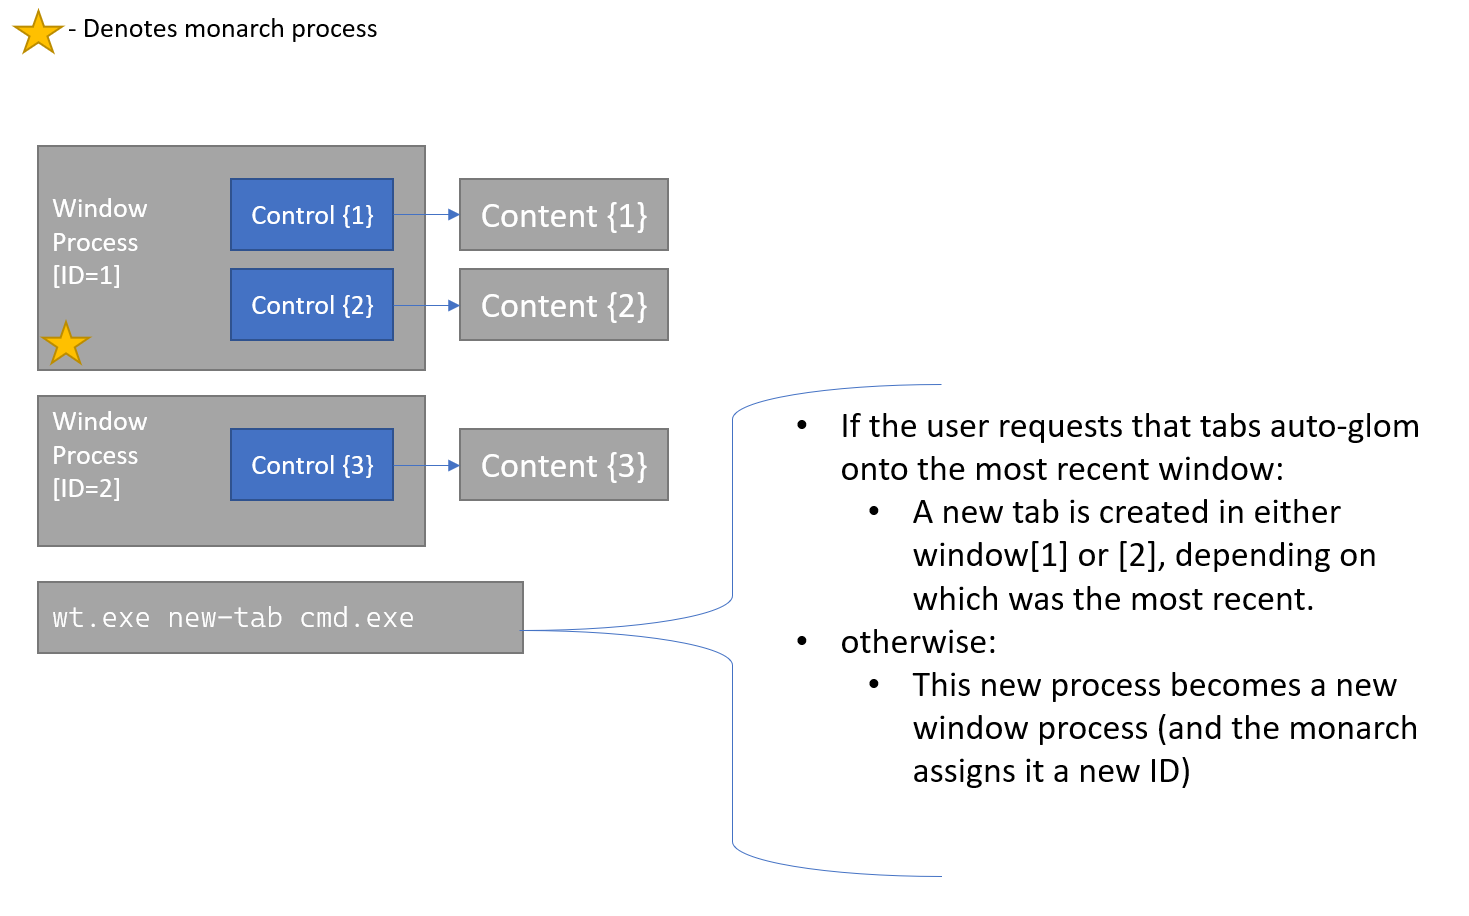 - Denotes monarch process
Window
Process
[ID=1]
Control {1}
Content {1}
Control {2}
Content {2}
Window
Process
[ID=2]
Control {3}
Content {3}
wt.exe new-tab cmd.exe
• If the user requests that tabs auto-glom
onto the most recent window:
• A new tab is created in either
window[1] or [2], depending on
which was the most recent.
• otherwise:
• This new process becomes a new
window process (and the monarch
assigns it a new ID)